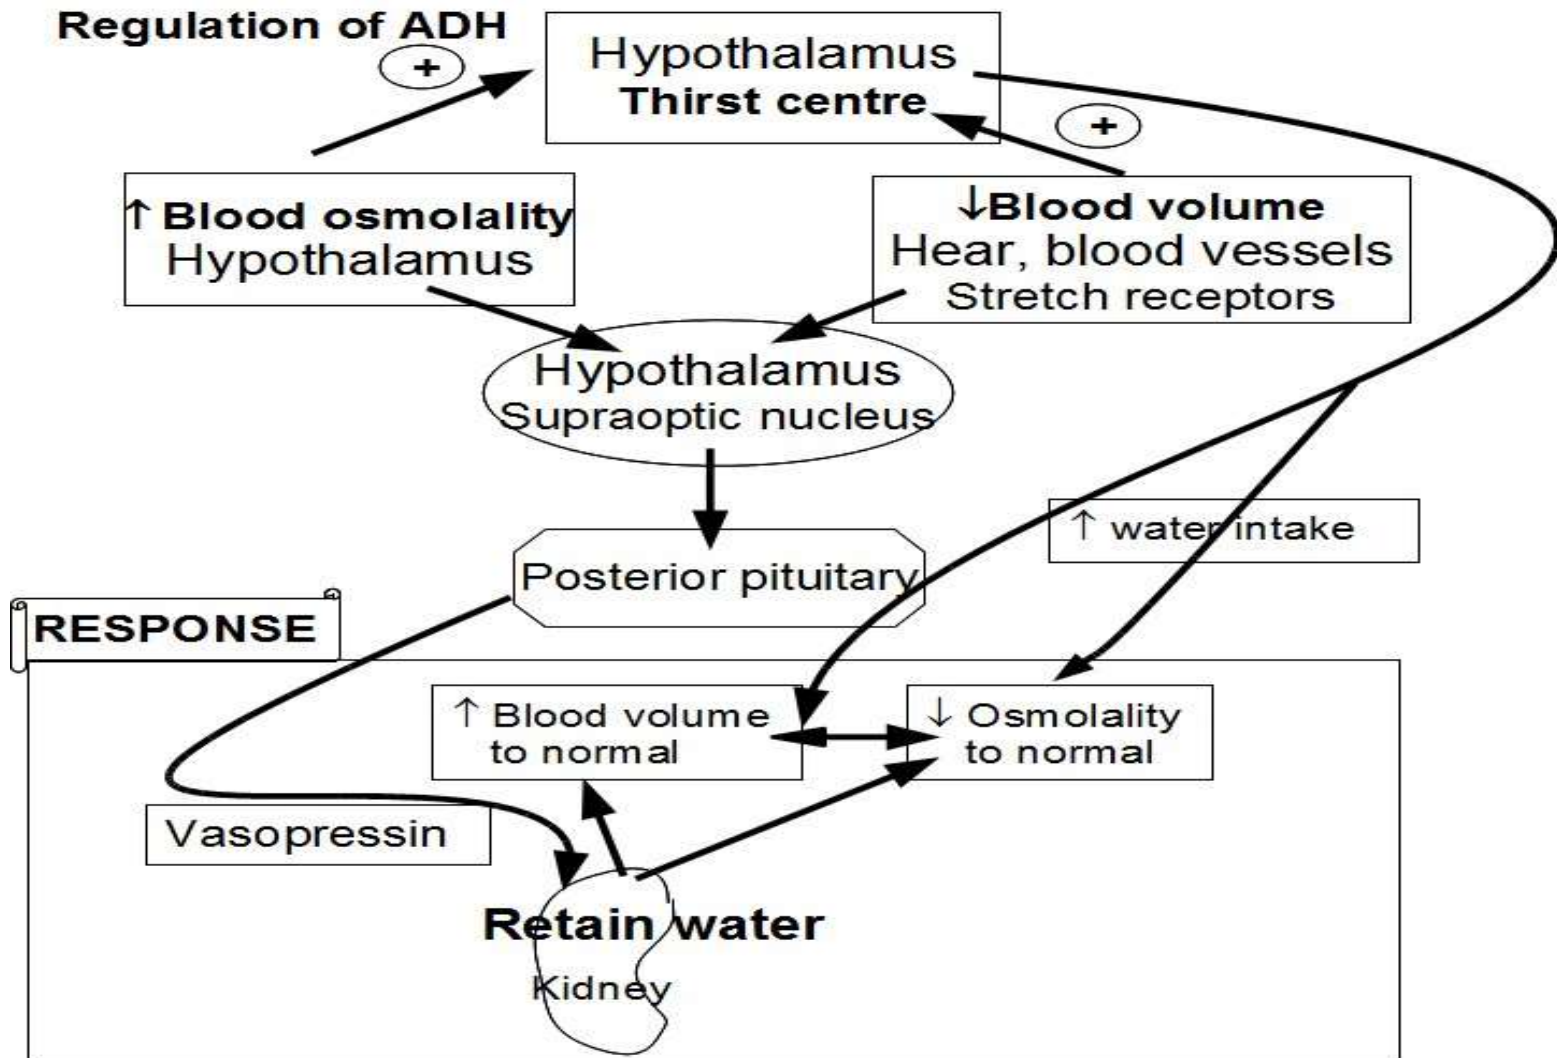 Regulation of ADH
+
Hypothalamus
Thirst centre
+
↑ Blood osmolality
Hypothalamus
↓Blood volume
Hear, blood vessels
Stretch receptors
Hypothalamus
Supraoptic nucleus
↑ water intake
Posterior pituitary
RESPONSE
↑ Blood volume
to normal
↓ Osmolality
to normal
Vasopressin
Retain water
Kidney